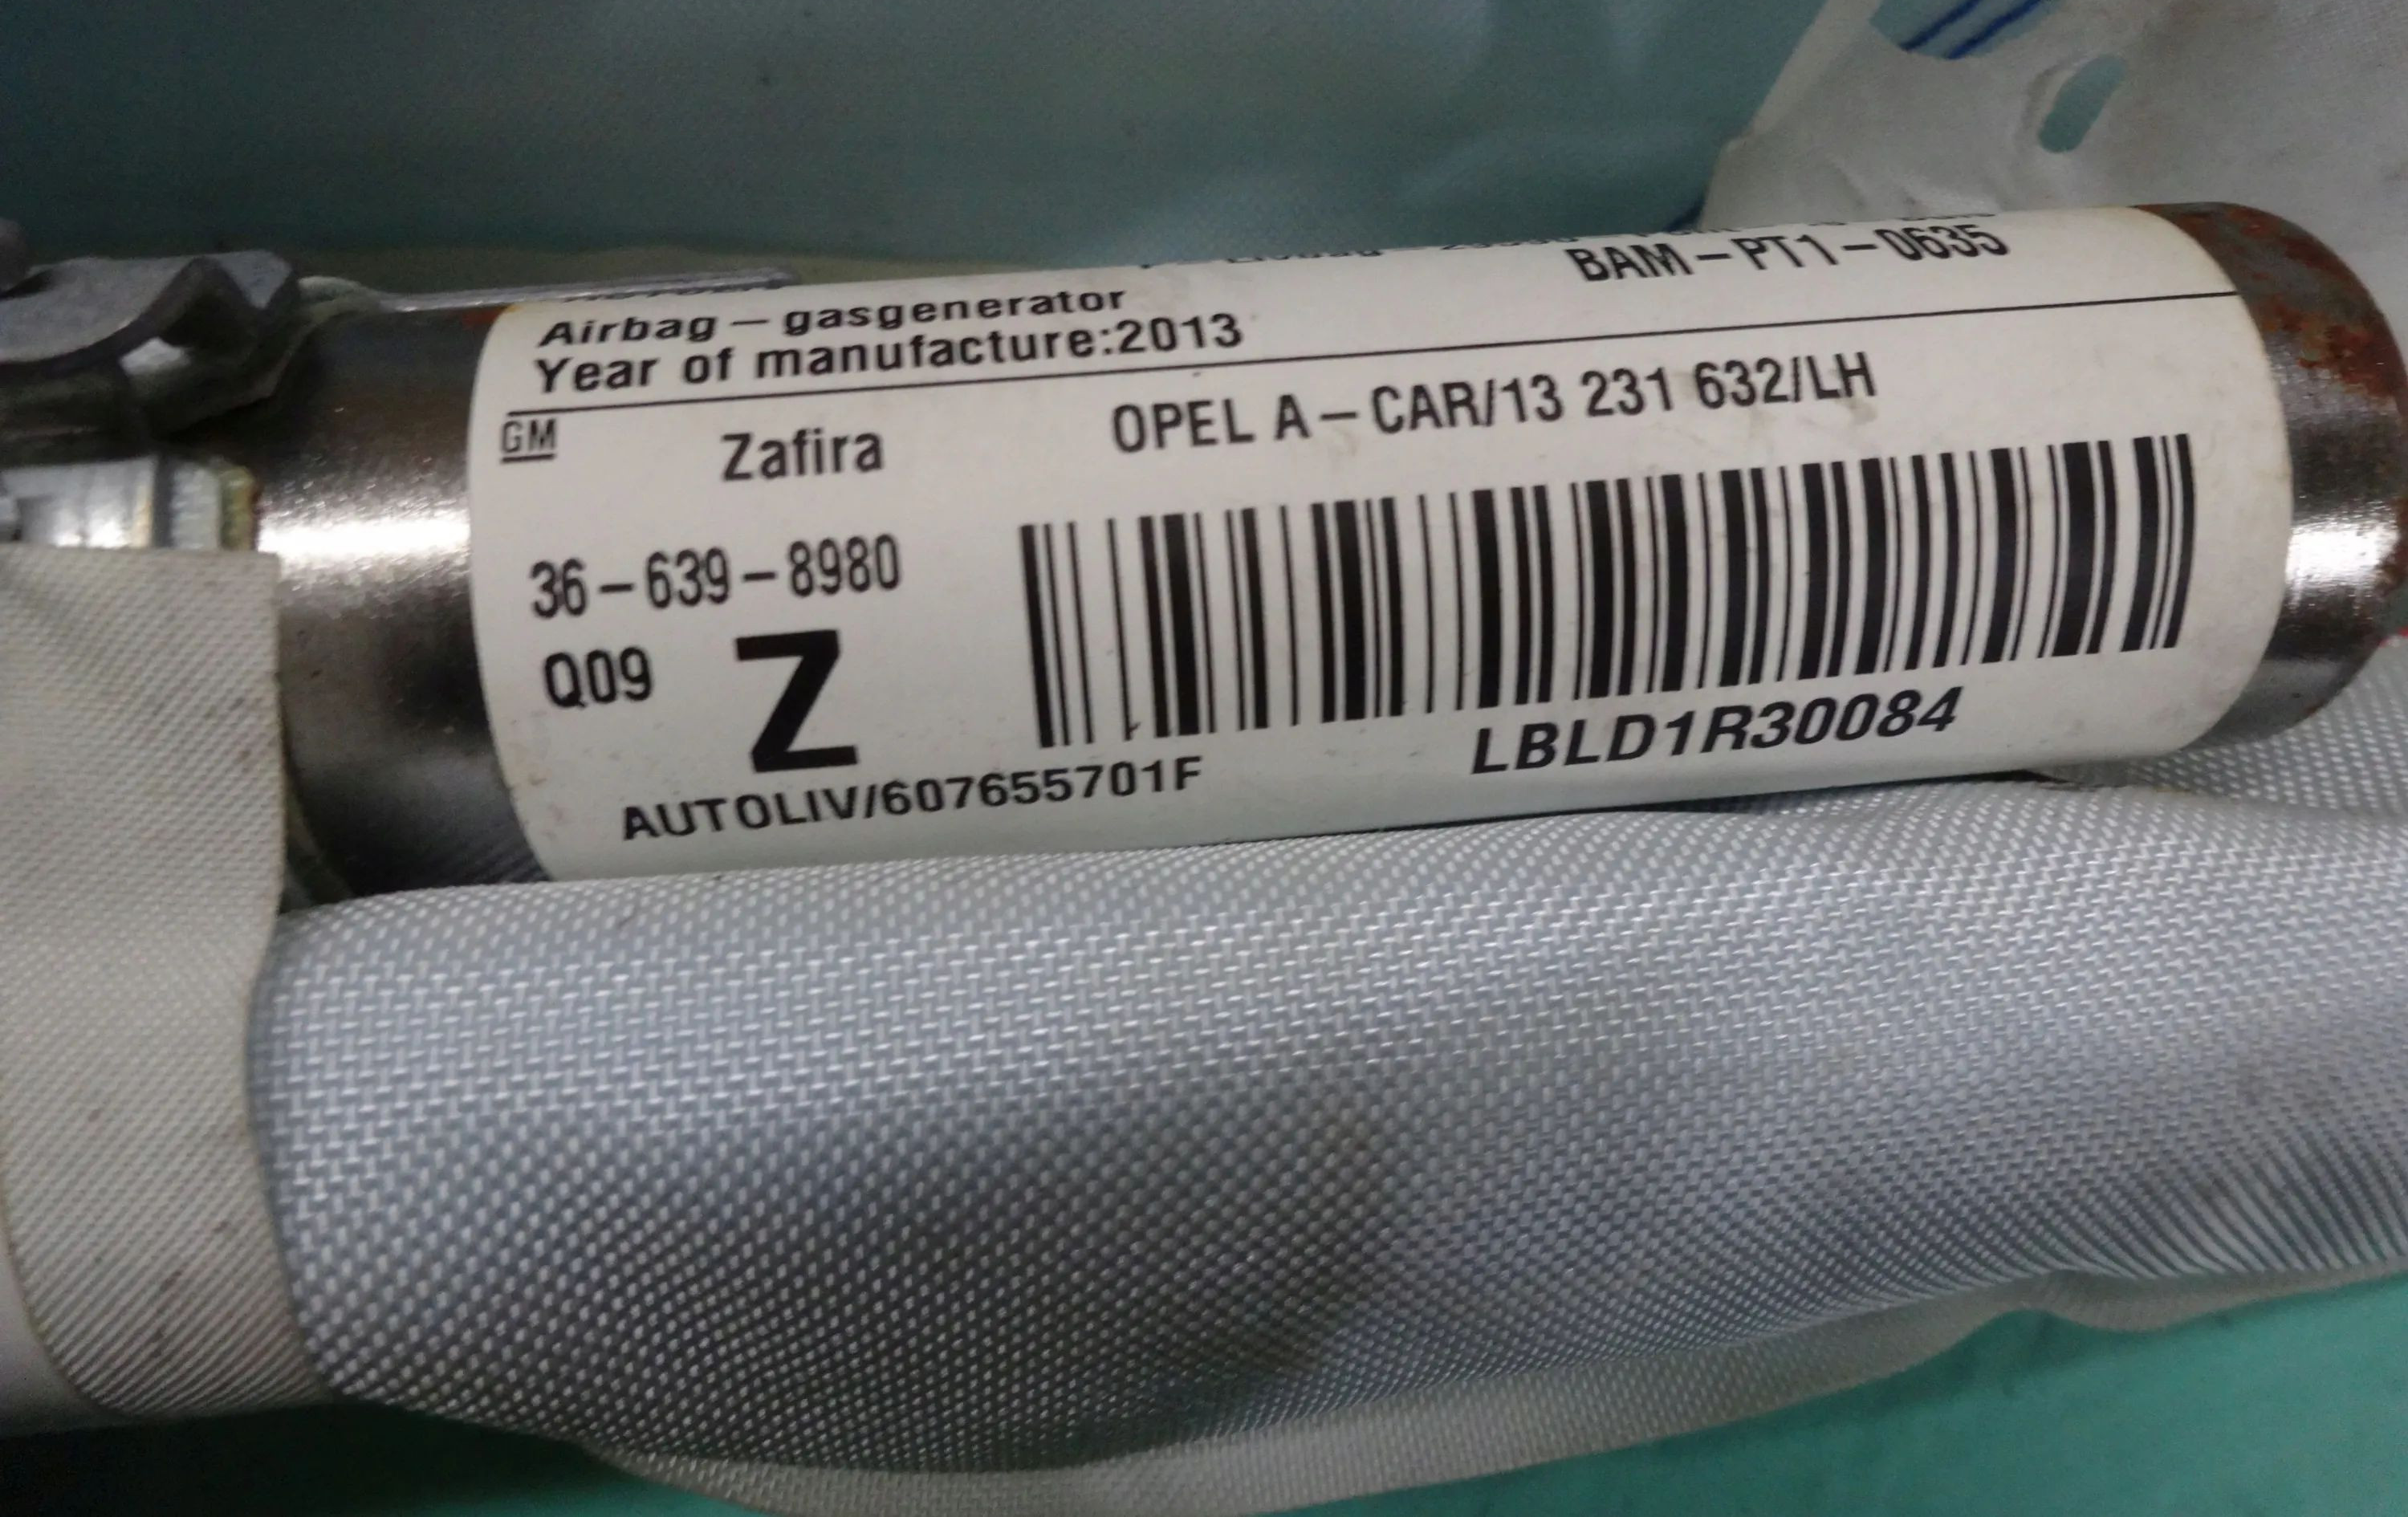 BAM-PT1-0635
Airbag-gasgenerator
Year of manufacture:2013
GM
Zafira
OPEL A-CAR/13 231 632/LH
36-639-8980
Q09
Z
AUTOLIV/607655701F
LBLD1R30084